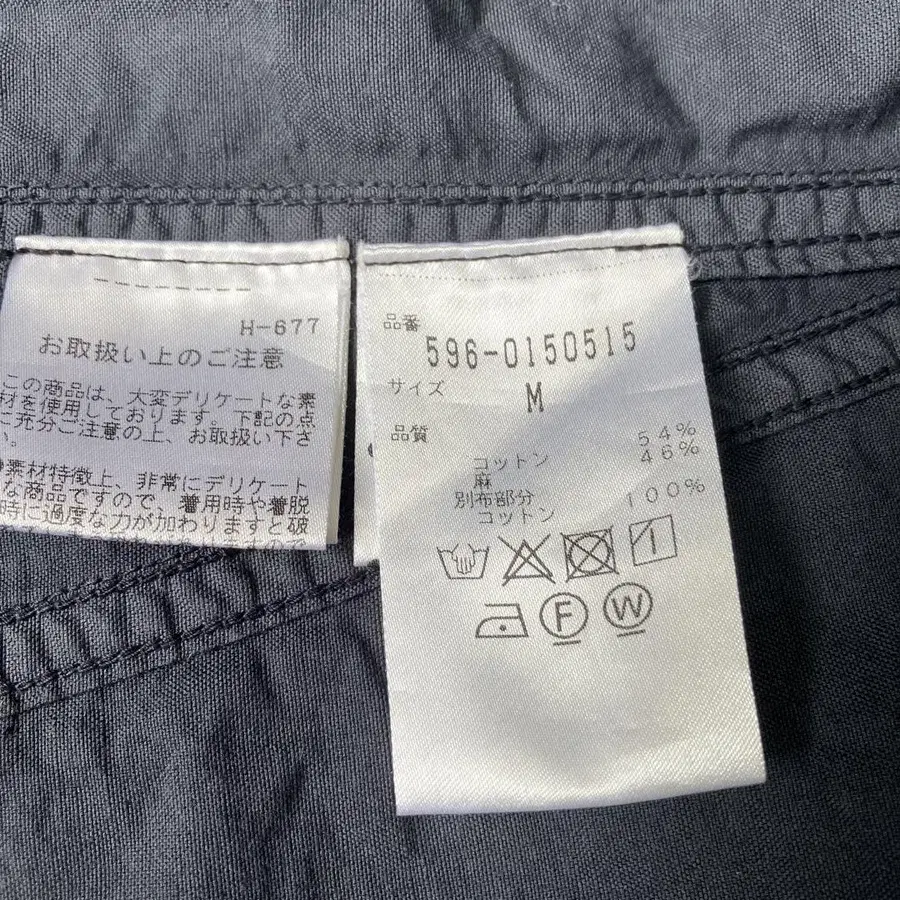 H-677
お取扱い上のご注意
この商品は、大変デリケートな素
材を使用しております。下記の点
に充分ご注意の上、お取扱い下さ
い。
●素材特徴上、非常にデリケート
な商品ですので、着用時や着脱
時に過度な力が加わりますと破
品番
596-0150515
サイズ
M
品質
54%
コットン 46%
麻
別布部分 100%
コットン
F W